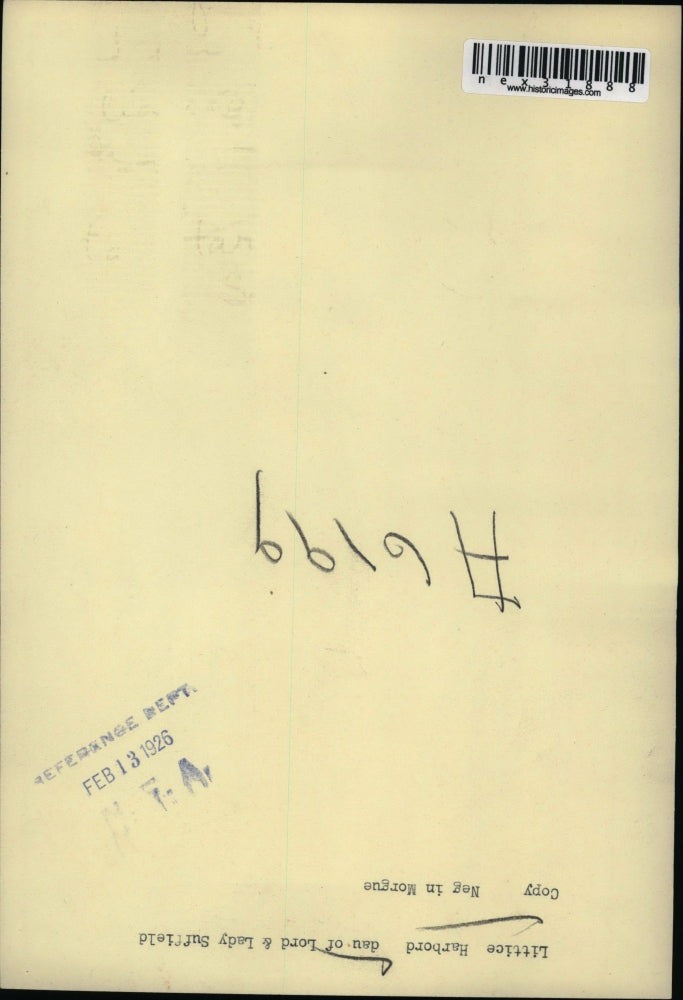 nex31888
www.historicimages.com
A6199
REFERENCE DEPT.
FEB 13 1926
N.E.A.
Littice Harbord dau of Lord & Lady Suffield
Copy Neg in Morgue